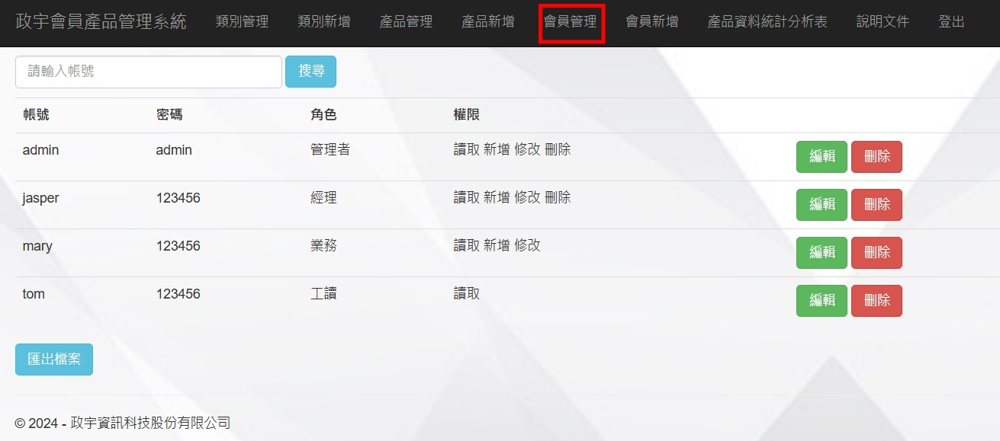 政宇會員產品管理系統 類別管理 類別新增 產品管理 產品新增 會員管理 會員新增 產品資料統計分析表 說明文件 登出
請輸入帳號 搜尋
帳號 密碼 角色 權限
admin admin 管理者 讀取 新增 修改 刪除 編輯 刪除
jasper 123456 經理 讀取 新增 修改 刪除 編輯 刪除
mary 123456 業務 讀取 新增 修改 編輯 刪除
tom 123456 工讀 讀取 編輯 刪除
匯出檔案
© 2024 - 政宇資訊科技股份有限公司